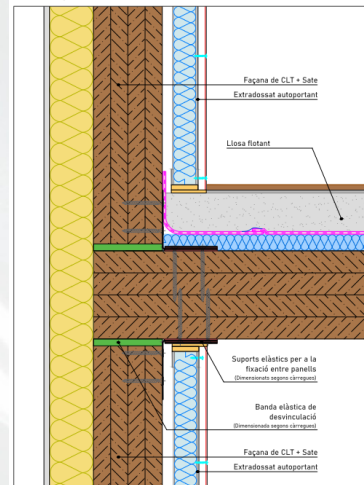 Façana de CLT + Sate
Extradossat autoportant
Llosa flotant
Suports elàstics per a la
fixació entre panells
(Dimensionats segons càrregues)
Banda elàstica de
desvinculació
(Dimensionada segons càrregues)
Façana de CLT + Sate
Extradossat autoportant